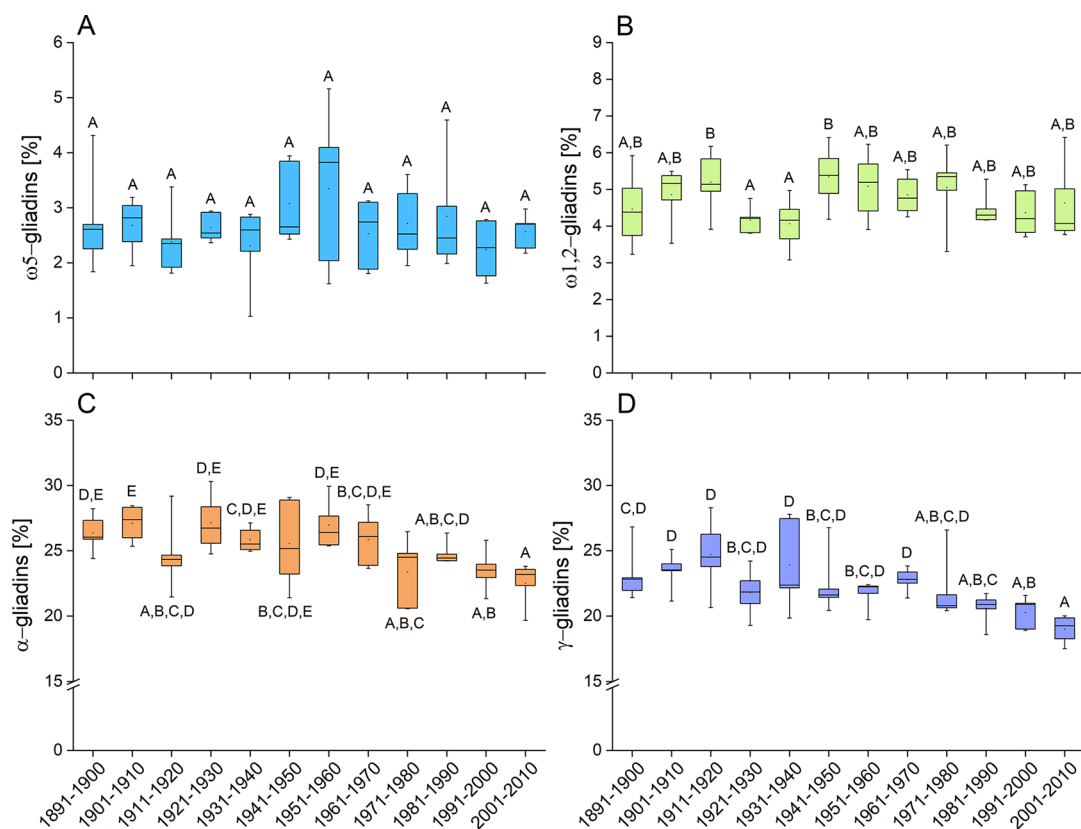 A
6
5
4
3
2
1
0
ω5–gliadins [%]
A
A
A
A
A
A
A
A
A
A
A
A
B
9
8
7
6
5
4
3
2
1
0
ω1,2–gliadins [%]
A,B
A,B
B
A
A
B
A,B
A,B
A,B
A,B
A,B
A,B
C
35
30
25
20
15
0
α–gliadins [%]
D,E
E
A,B,C,D
D,E
C,D,E
B,C,D,E
D,E
B,C,D,E
A,B,C
A,B,C,D
A,B
A
1891-1900
1901-1910
1911-1920
1921-1930
1931-1940
1941-1950
1951-1960
1961-1970
1971-1980
1981-1990
1991-2000
2001-2010
D
35
30
25
20
15
0
γ–gliadins [%]
C,D
D
D
B,C,D
D
B,C,D
B,C,D
D
A,B,C,D
A,B,C
A,B
A
1891-1900
1901-1910
1911-1920
1921-1930
1931-1940
1941-1950
1951-1960
1961-1970
1971-1980
1981-1990
1991-2000
2001-2010